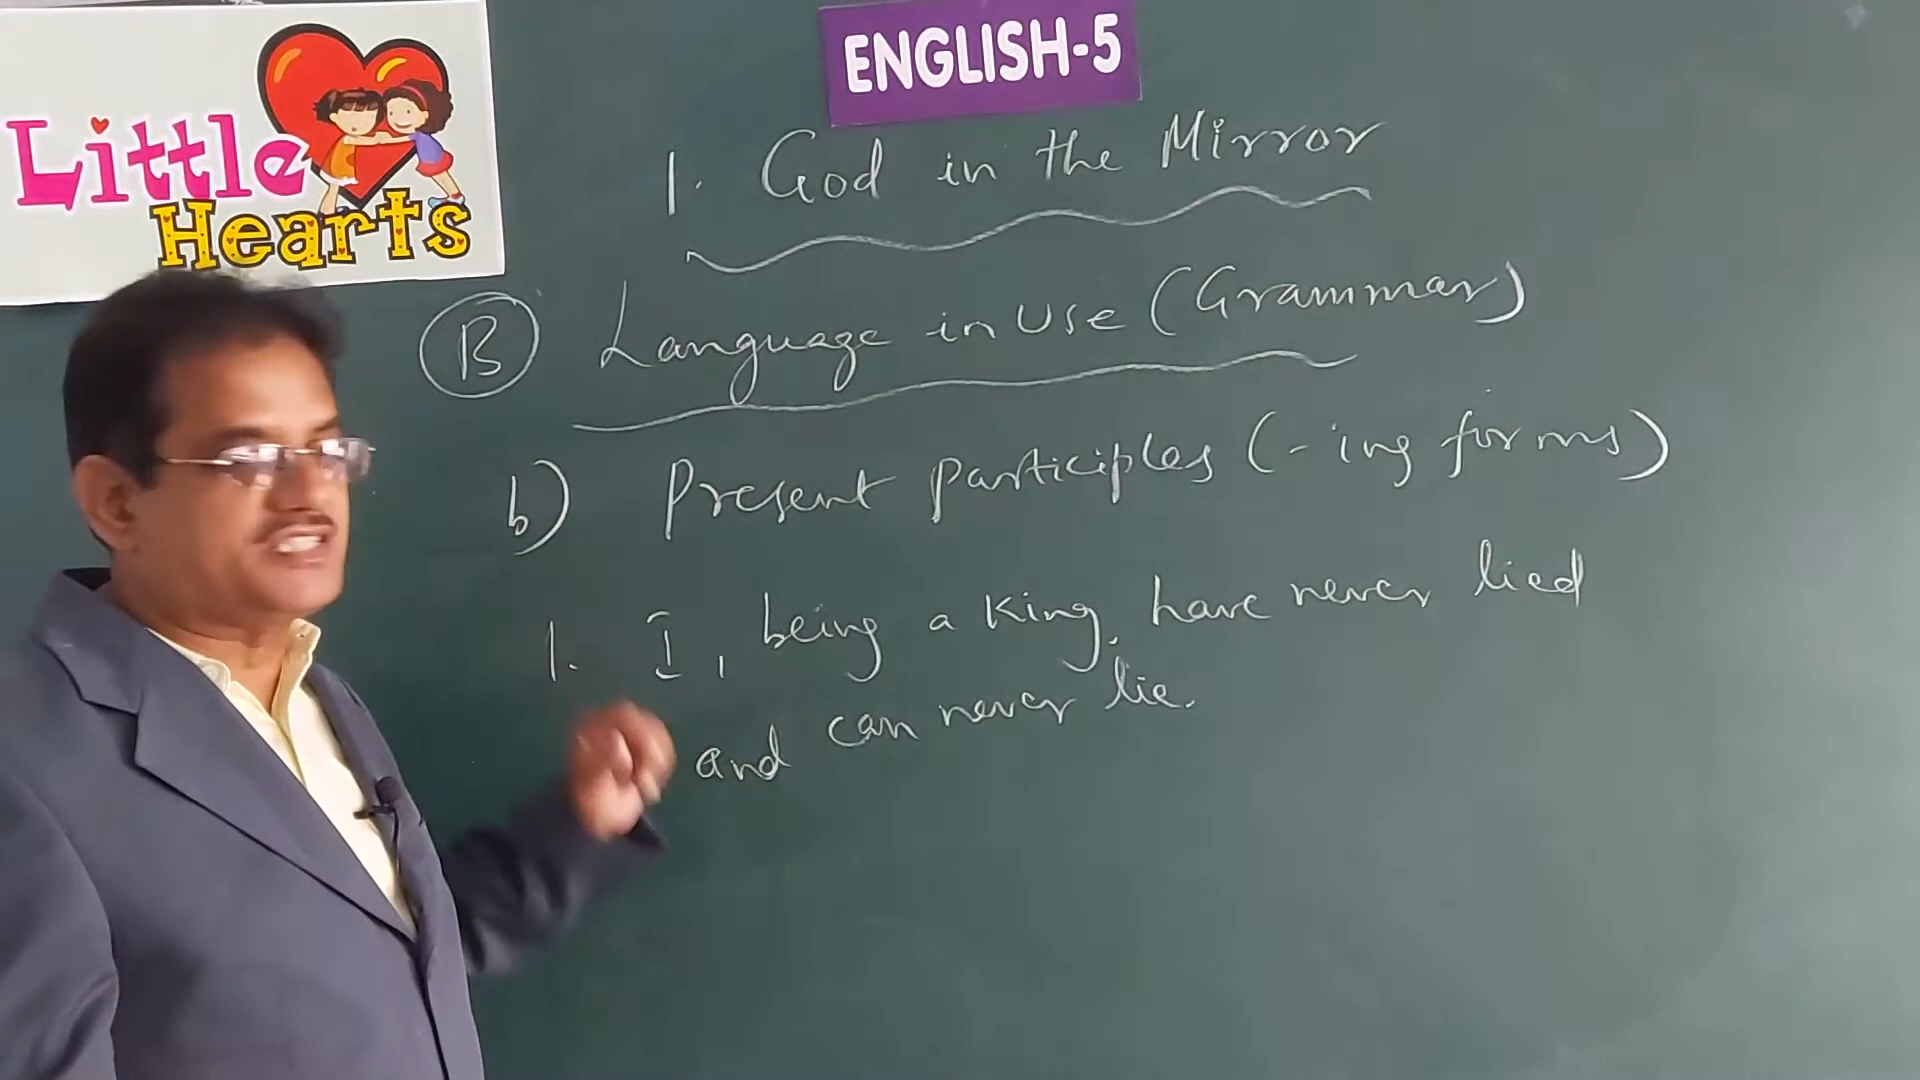 Little
Hearts
ENGLISH-5
1. God in the Mirror
B Language in Use (Grammar)
b) Present participles (-ing forms)
1. I, being a King, have never lied
and can never lie.